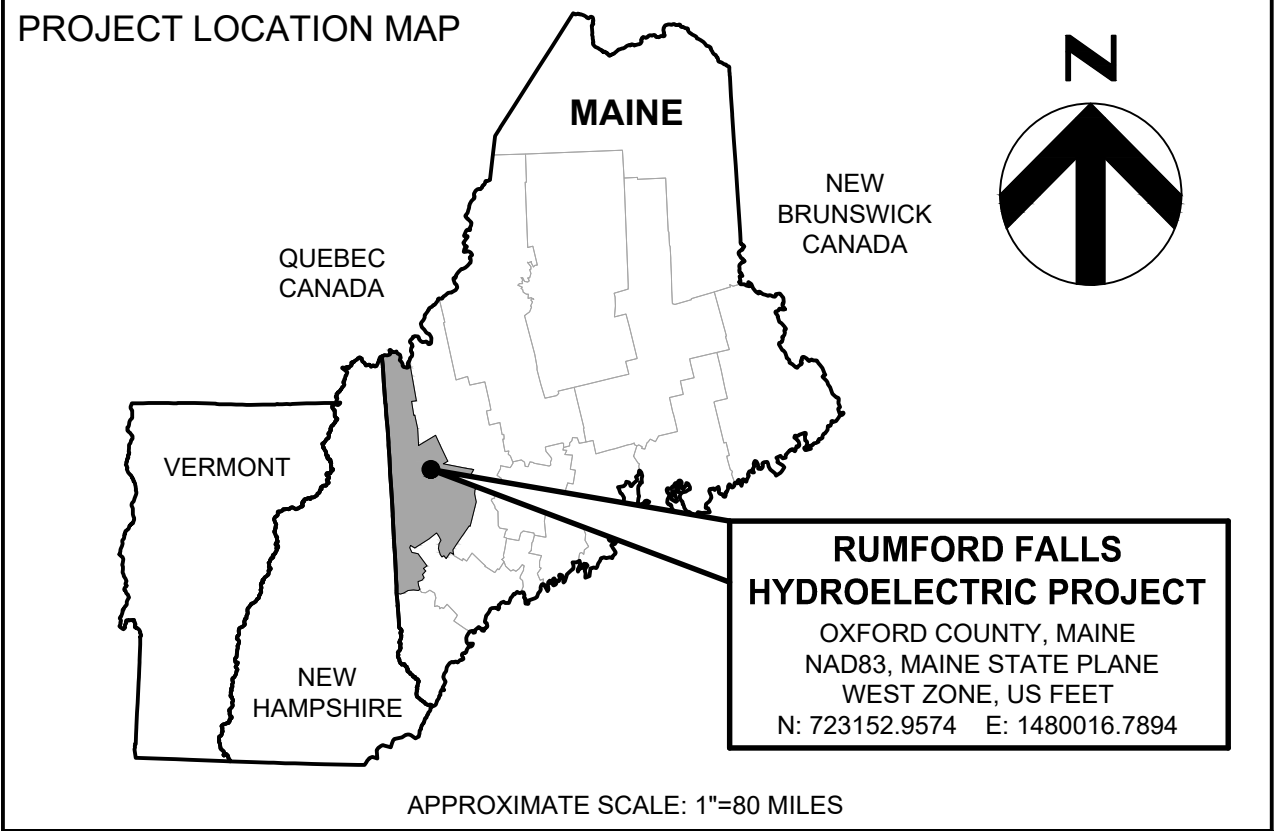 PROJECT LOCATION MAP
N
MAINE
NEW
BRUNSWICK
CANADA
QUEBEC
CANADA
VERMONT
NEW
HAMPSHIRE
RUMFORD FALLS
HYDROELECTRIC PROJECT
OXFORD COUNTY, MAINE
NAD83, MAINE STATE PLANE
WEST ZONE, US FEET
N: 723152.9574 E: 1480016.7894
APPROXIMATE SCALE: 1"=80 MILES